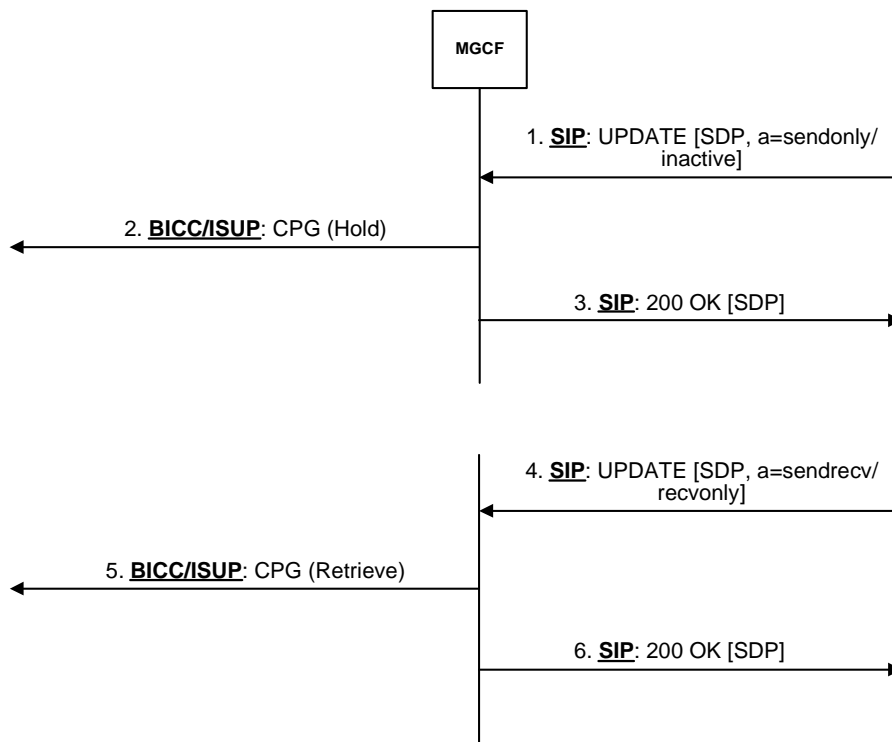 MGCF
1. SIP: UPDATE [SDP, a=sendonly/
inactive]
2. BICC/ISUP: CPG (Hold)
3. SIP: 200 OK [SDP]
4. SIP: UPDATE [SDP, a=sendrecv/
recvonly]
5. BICC/ISUP: CPG (Retrieve)
6. SIP: 200 OK [SDP]